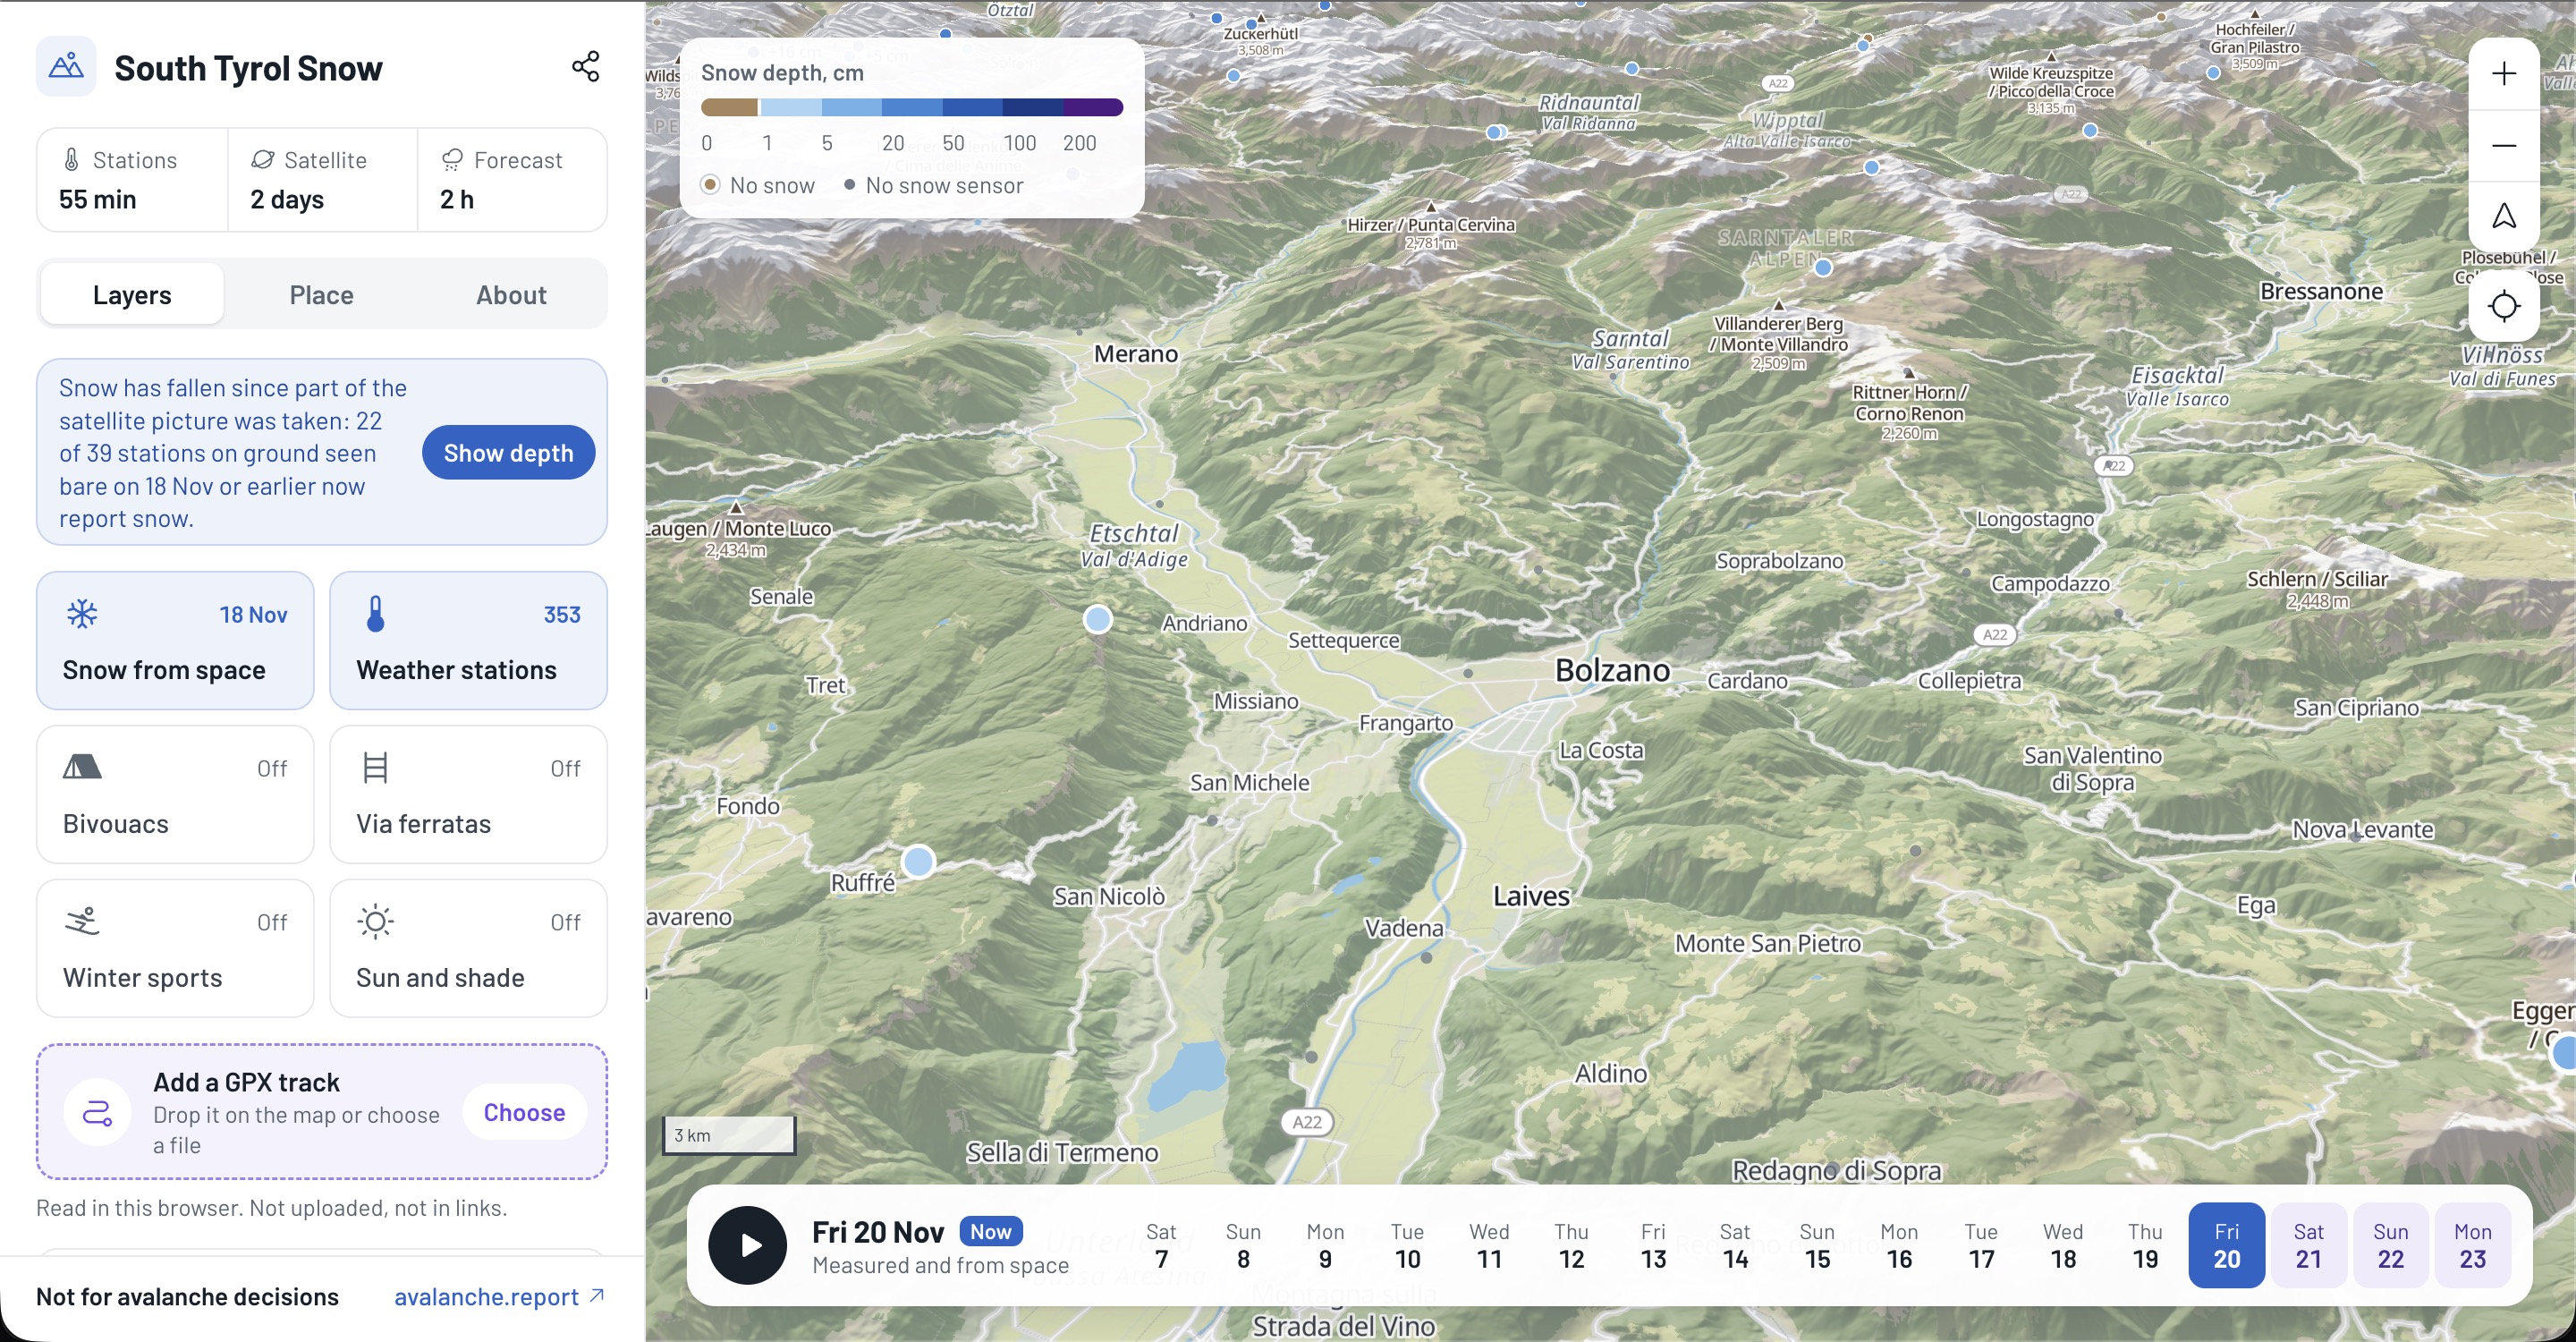 South Tyrol Snow
Stations
55 min
Satellite
2 days
Forecast
2 h
Layers
Place
About
Snow has fallen since part of the
satellite picture was taken: 22
of 39 stations on ground seen
bare on 18 Nov or earlier now
report snow.
Show depth
18 Nov
Snow from space
353
Weather stations
Off
Bivouacs
Off
Via ferratas
Off
Winter sports
Off
Sun and shade
Add a GPX track
Drop it on the map or choose
a file
Choose
Read in this browser. Not uploaded, not in links.
Not for avalanche decisions
avalanche.report
Snow depth, cm
0 1 5 20 50 100 200
No snow
No snow sensor
Ötztal
Zuckerhütl
3,508 m
Ridnauntal
Val Ridanna
A22
Wipptal
Alta Valle Isarco
Wilde Kreuzspitze
/ Picco della Croce
3,135 m
Hochfeiler /
Gran Pilastro
3,509 m
A22
Hirzer / Punta Cervina
2,781 m
SARNTALER
ALPEN
Plosebühel /
Bressanone
Merano
Sarntal
Val Sarentino
Villanderer Berg
/ Monte Villandro
2,509 m
Rittner Horn /
Corno Renon
2,260 m
Eisacktal
Valle Isarco
Villnöss
Val di Funes
A22
Laugen / Monte Luco
2,434 m
Etschtal
Val d'Adige
Longostagno
Soprabolzano
Campodazzo
Schlern / Sciliar
2,448 m
Senale
Andriano
Settequerce
A22
Bolzano
Cardano
Collepietra
Tret
Missiano
Frangarto
San Cipriano
La Costa
San Valentino
di Sopra
San Michele
Fondo
Nova Levante
Ruffré
San Nicolò
Laives
Ega
avareno
Vadena
Monte San Pietro
Egger
Aldino
A22
3 km
Sella di Termeno
Redagno di Sopra
Fri 20 Nov
Now
Measured and from space
Sat 7
Sun 8
Mon 9
Tue 10
Wed 11
Thu 12
Fri 13
Sat 14
Sun 15
Mon 16
Tue 17
Wed 18
Thu 19
Fri 20
Sat 21
Sun 22
Mon 23
Strada del Vino